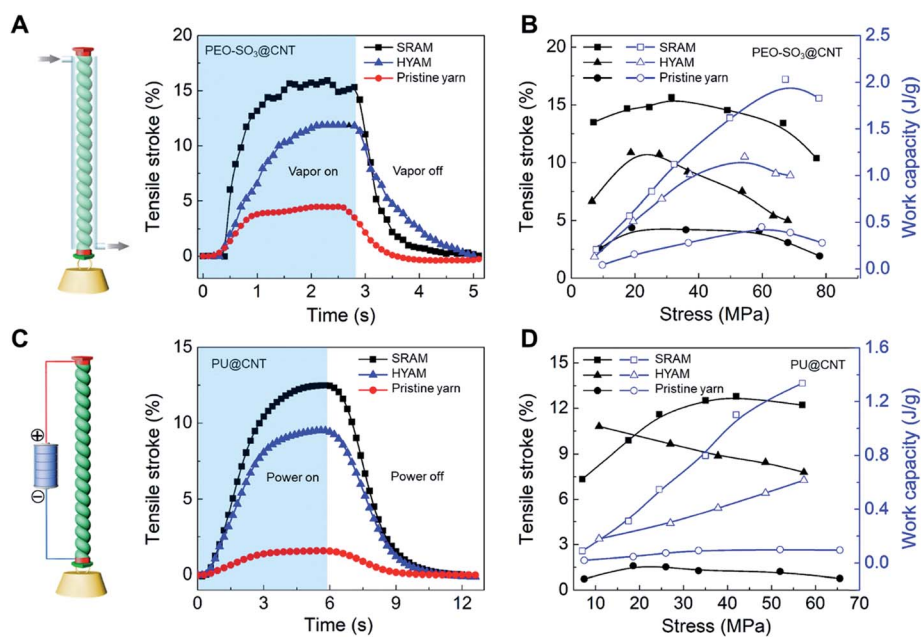 A
20
15
10
5
0
Tensile stroke (%)
PEO-SO₃@CNT
SRAM
HYAM
Pristine yarn
Vapor on
Vapor off
0 1 2 3 4 5
Time (s)
B
20
15
10
5
0
Tensile stroke (%)
SRAM
HYAM
Pristine yarn
PEO-SO₃@CNT
2.5
2.0
1.5
1.0
0.5
0.0
Work capacity (J/g)
0 20 40 60 80 100
Stress (MPa)
C
+
−
15
10
5
0
Tensile stroke (%)
PU@CNT
SRAM
HYAM
Pristine yarn
Power on
Power off
0 3 6 9 12
Time (s)
D
15
12
9
6
3
0
Tensile stroke (%)
SRAM
HYAM
Pristine yarn
PU@CNT
1.6
1.2
0.8
0.4
0.0
Work capacity (J/g)
10 20 30 40 50 60 70
Stress (MPa)